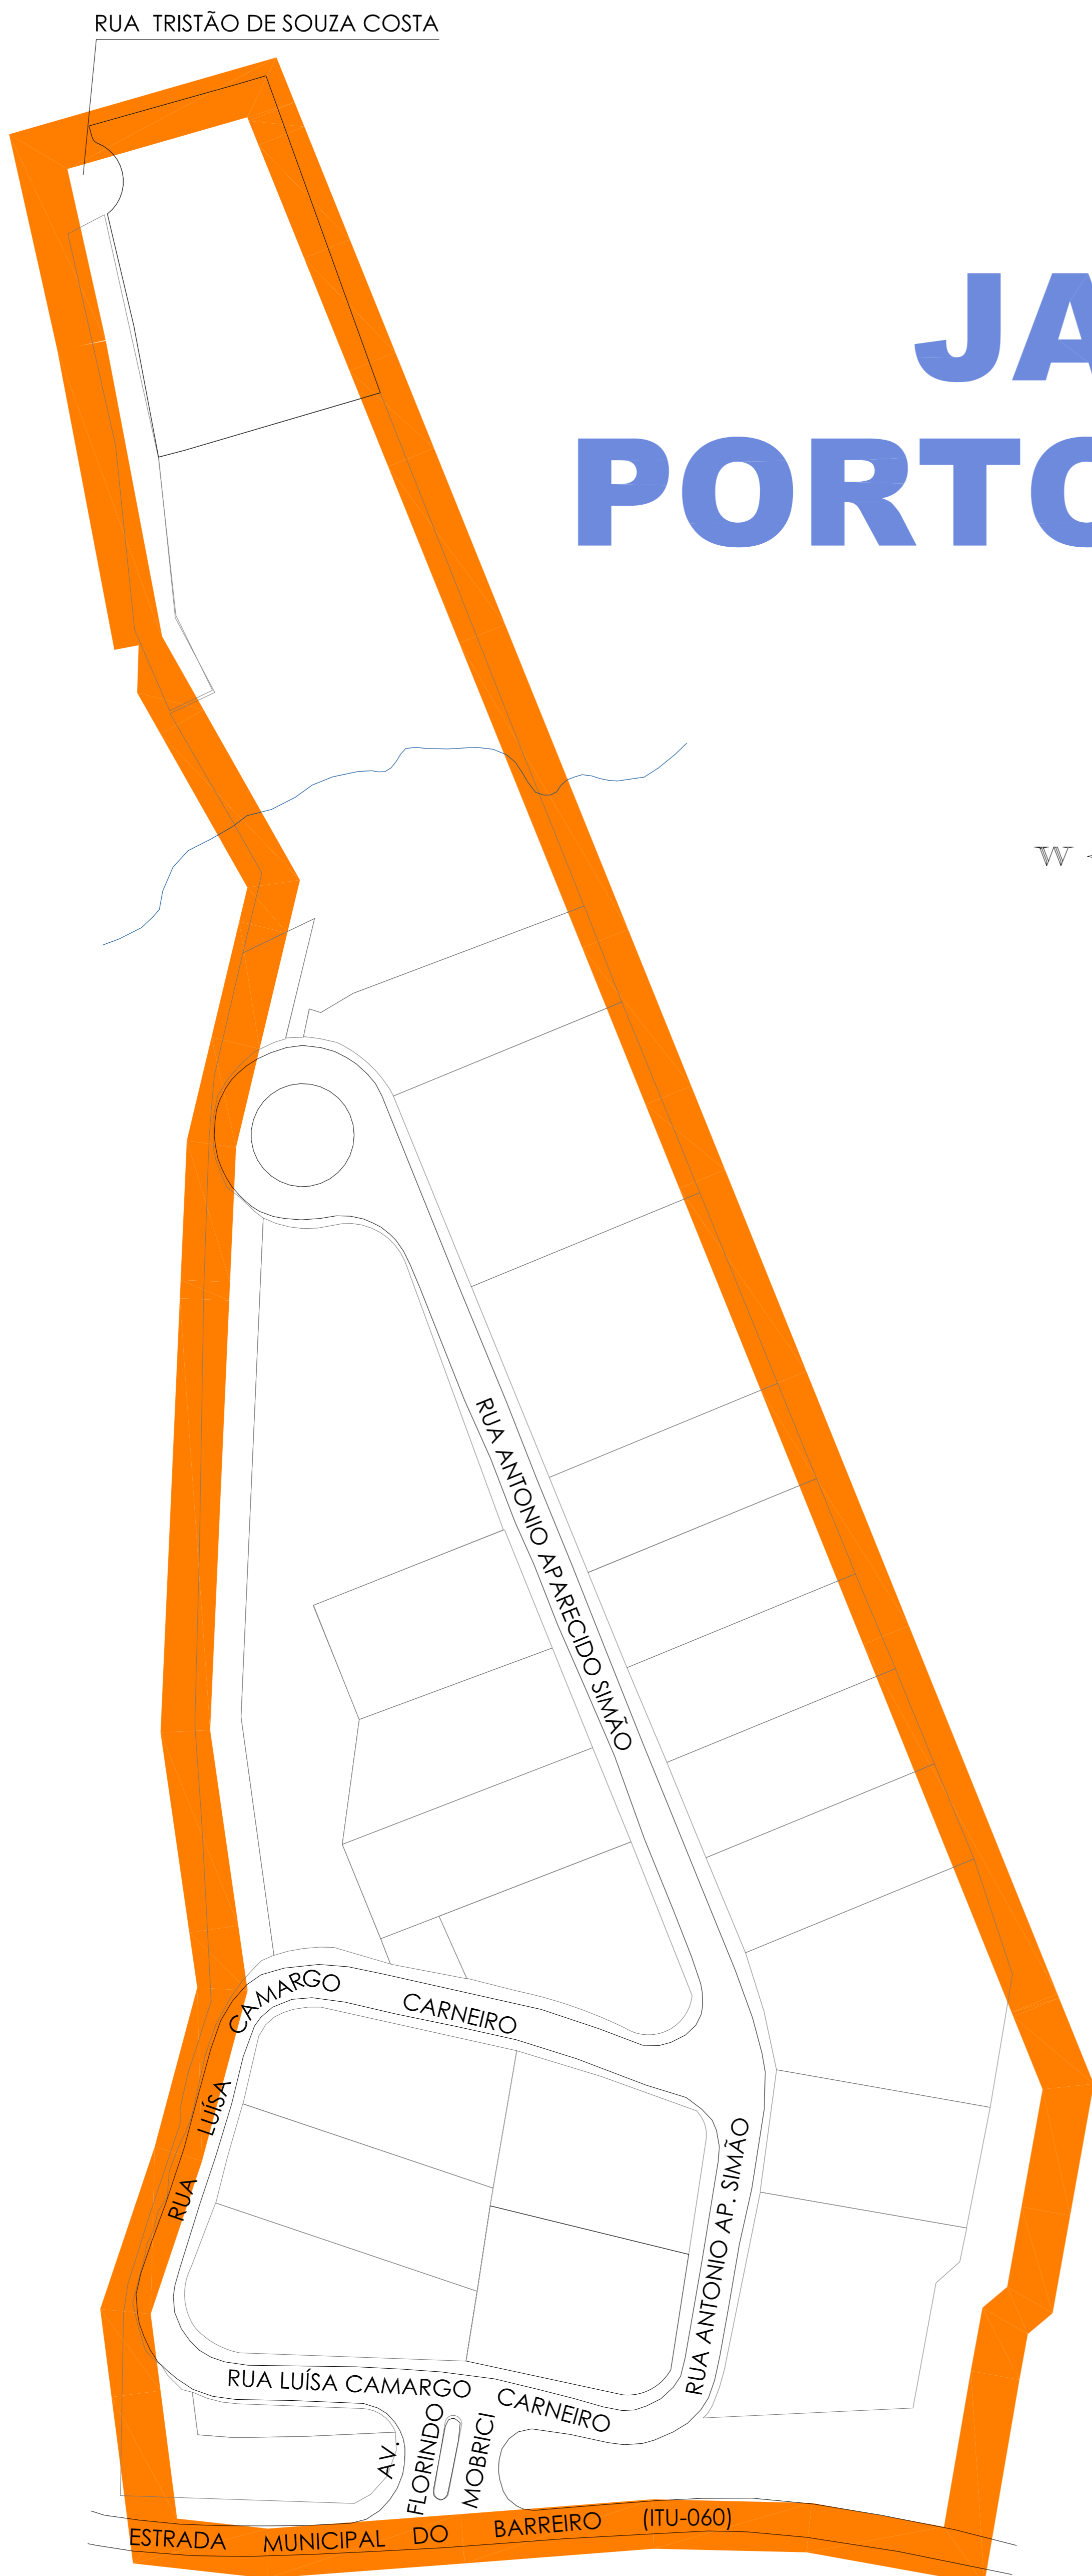 RUA TRISTÃO DE SOUZA COSTA
JA
PORTO
W
RUA ANTONIO APARECIDO SIMÃO
RUA LUÍSA CAMARGO CARNEIRO
RUA ANTONIO AP. SIMÃO
RUA LUÍSA CAMARGO CARNEIRO
AV. FLORINDO MOBRICI
ESTRADA MUNICIPAL DO BARREIRO (ITU-060)